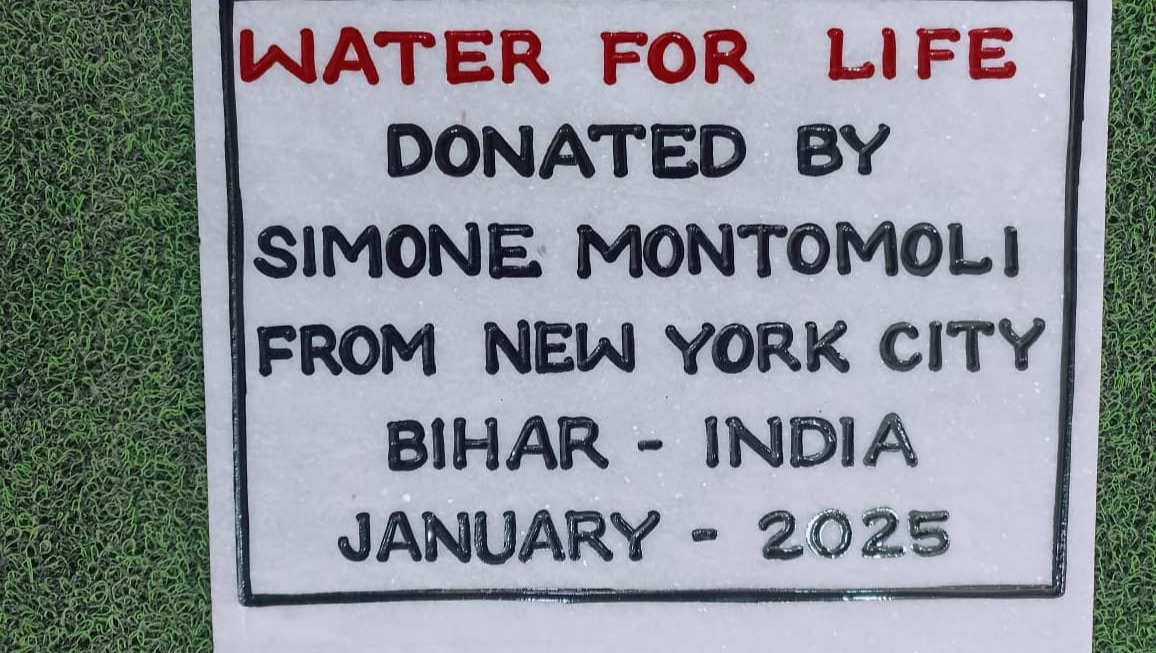 WATER FOR LIFE
DONATED BY
SIMONE MONTOMOLI
FROM NEW YORK CITY
BIHAR - INDIA
JANUARY - 2025